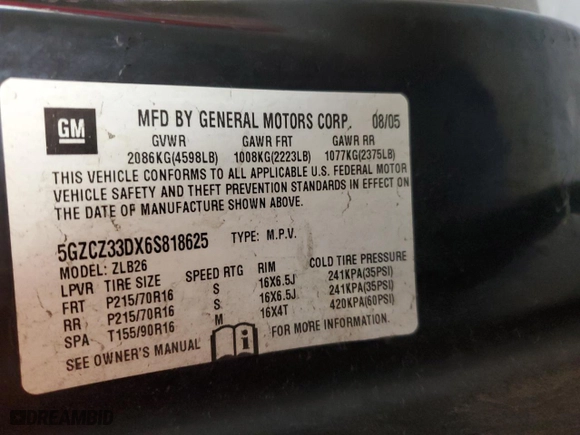 GM
MFD BY GENERAL MOTORS CORP. 08/05
GVWR GAWR FRT GAWR RR
2086KG(4598LB) 1008KG(2223LB) 1077KG(2375LB)
THIS VEHICLE CONFORMS TO ALL APPLICABLE U.S. FEDERAL MOTOR
VEHICLE SAFETY AND THEFT PREVENTION STANDARDS IN EFFECT ON
THE DATE OF MANUFACTURE SHOWN ABOVE.
5GZCZ33DX6S818625 TYPE: M.P.V.
MODEL: ZLB26
LPVR TIRE SIZE SPEED RTG RIM COLD TIRE PRESSURE
FRT P215/70R16 S 16X6.5J 241KPA(35PSI)
RR P215/70R16 S 16X6.5J 241KPA(35PSI)
SPA T155/90R16 M 16X4T 420KPA(60PSI)
SEE OWNER'S MANUAL FOR MORE INFORMATION.
DREAMBID